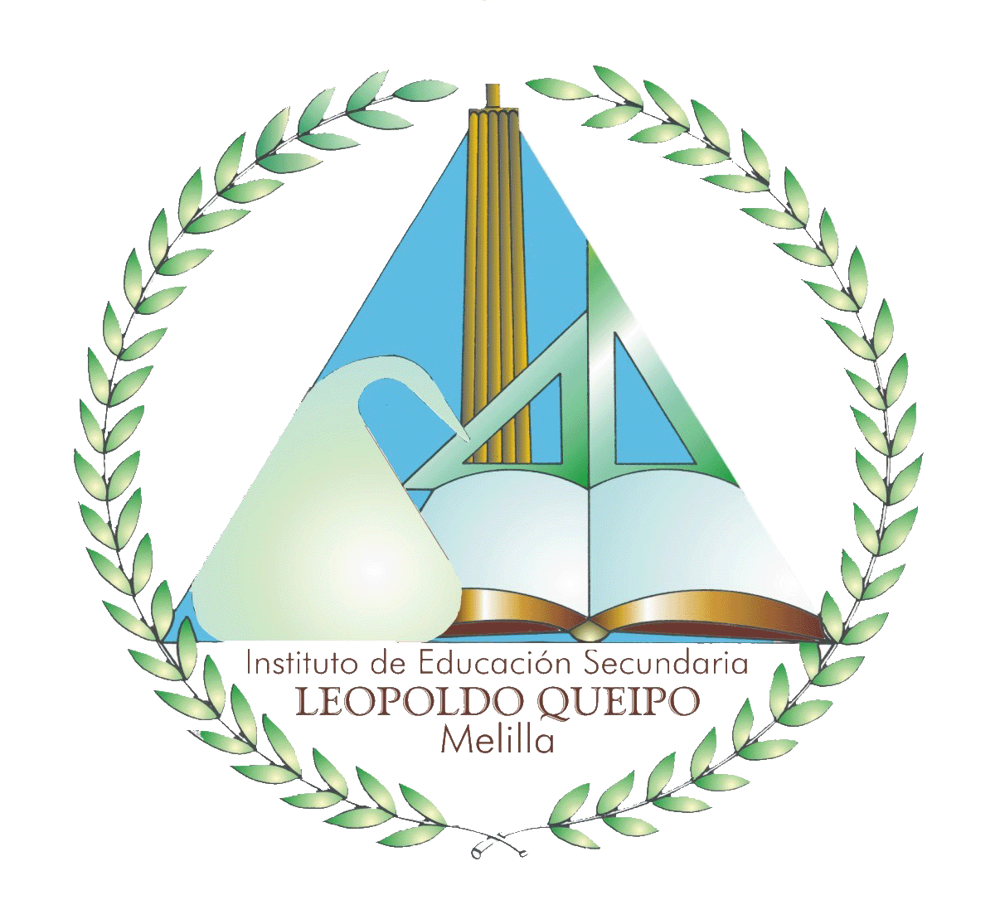 Instituto de Educación Secundaria
LEOPOLDO QUEIPO
Melilla